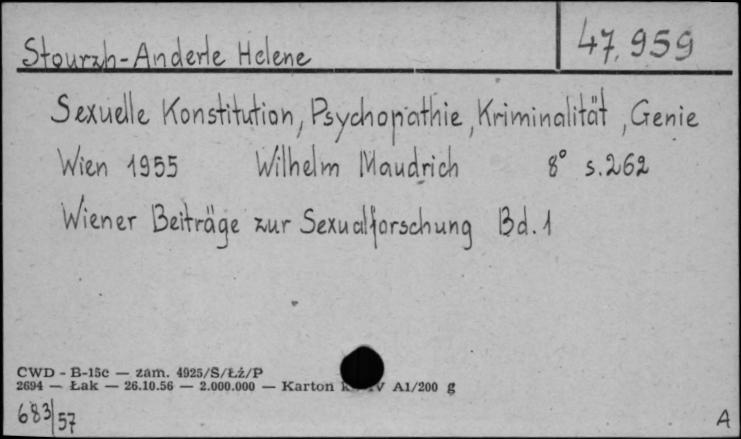 Stourzh-Anderle Helene 47.959
Sexuelle Konstitution, Psychopathie, Kriminalität, Genie
Wien 1955 Wilhelm Maudrich 8° s.262
Wiener Beiträge zur Sexualforschung Bd. 1
CWD - B-15c — zam. 4925/S/Łź/P
2694 — Łak — 26.10.56 — 2.000.000 — Karton A1/200 g
683/57
A